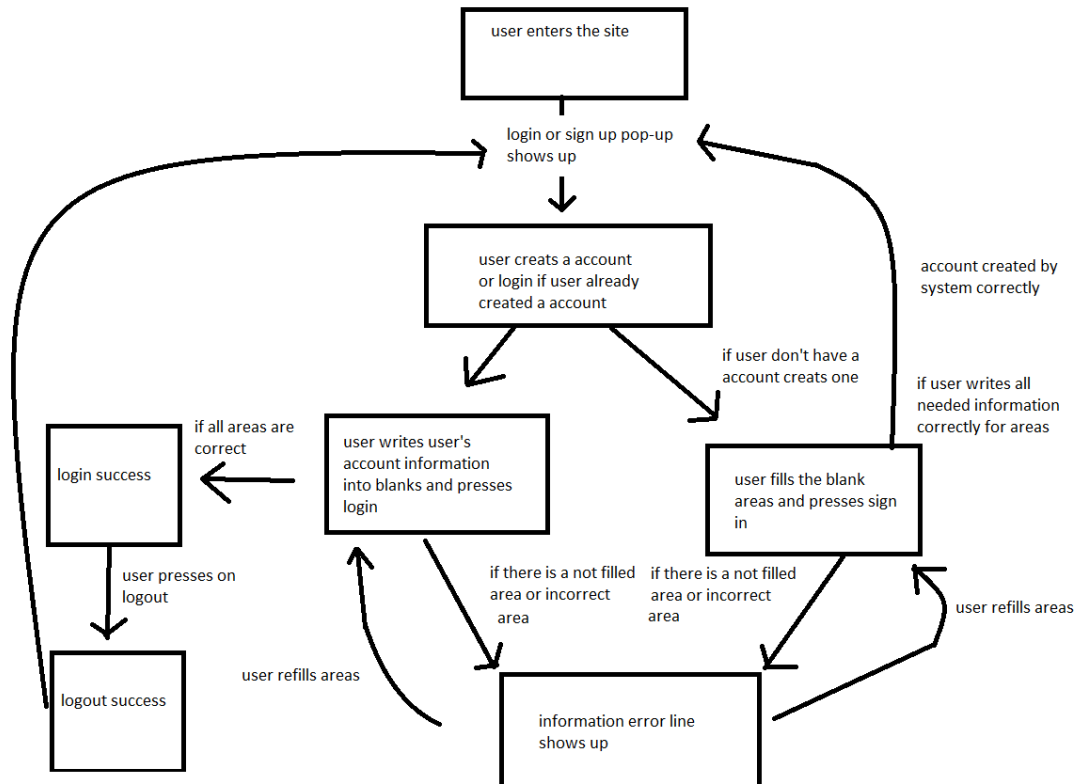 user enters the site
login or sign up pop-up
shows up
user creats a account
or login if user already
created a account
account created by
system correctly
if user don't have a
account creats one
if user writes all
needed information
correctly for areas
if all areas are
correct
user writes user's
account information
into blanks and presses
login
login success
user fills the blank
areas and presses sign
in
user presses on
logout
if there is a not filled
area or incorrect
area
if there is a not filled
area or incorrect
area
user refills areas
user refills areas
logout success
information error line
shows up